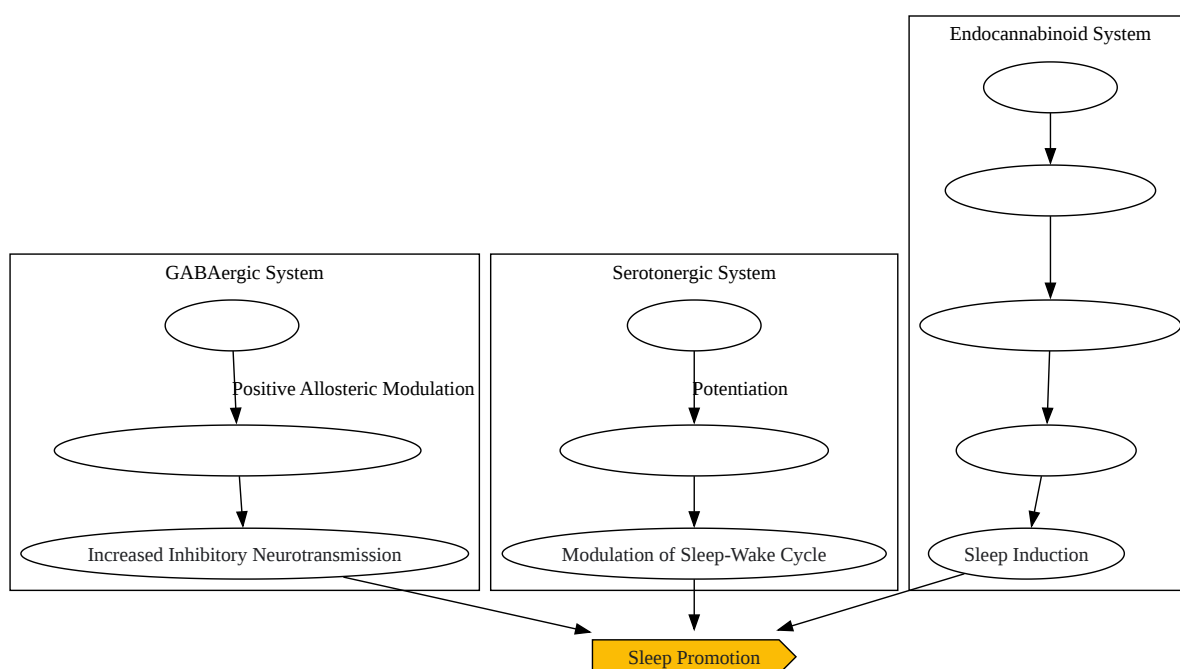 Endocannabinoid System
GABAergic System
Serotonergic System
Positive Allosteric Modulation
Potentiation
Increased Inhibitory Neurotransmission
Modulation of Sleep-Wake Cycle
Sleep Induction
Sleep Promotion